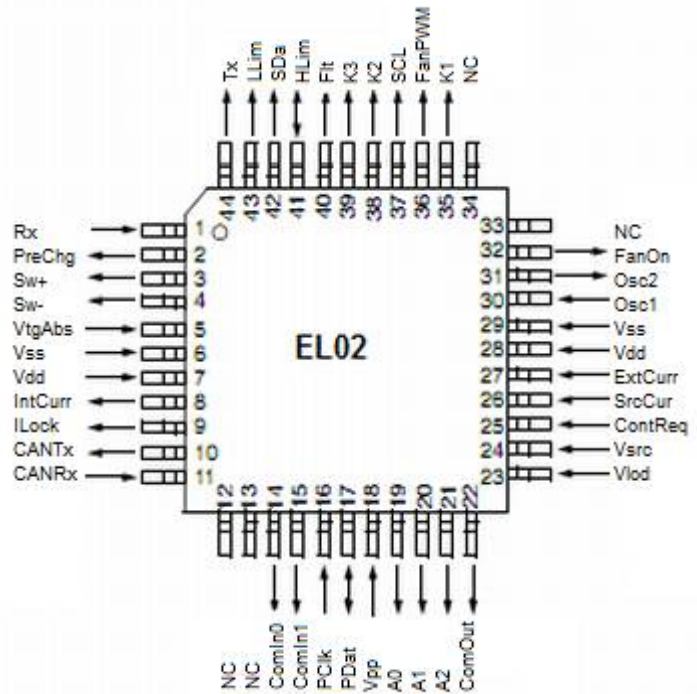 Tx LLim SDa HLim Flt K3 K2 SCL FanPWM K1 NC
44 43 42 41 40 39 38 37 36 35 34
Rx 1 33 NC
PreChg 2 32 FanOn
Sw+ 3 31 Osc2
Sw- 4 30 Osc1
VtgAbs 5 29 Vss
Vss 6 28 Vdd
Vdd 7 27 ExtCurr
IntCurr 8 26 SrcCur
ILock 9 25 ContReq
CANTx 10 24 Vsrc
CANRx 11 23 Vlod
EL02
12 13 14 15 16 17 18 19 20 21 22
NC NC ComIn0 ComIn1 PClk PDat Vpp A0 A1 A2 ComOut